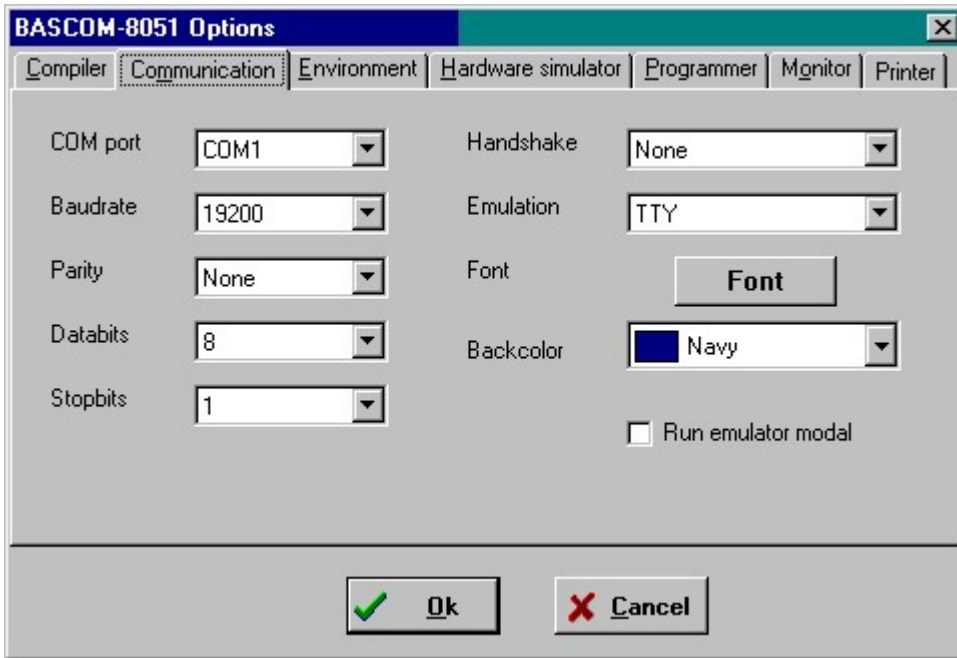 BASCOM-8051 Options
Compiler Communication Environment Hardware simulator Programmer Monitor Printer
COM port COM1 Handshake None
Baudrate 19200 Emulation TTY
Parity None Font Font
Databits 8 Backcolor Navy
Stopbits 1
Run emulator modal
Ok Cancel